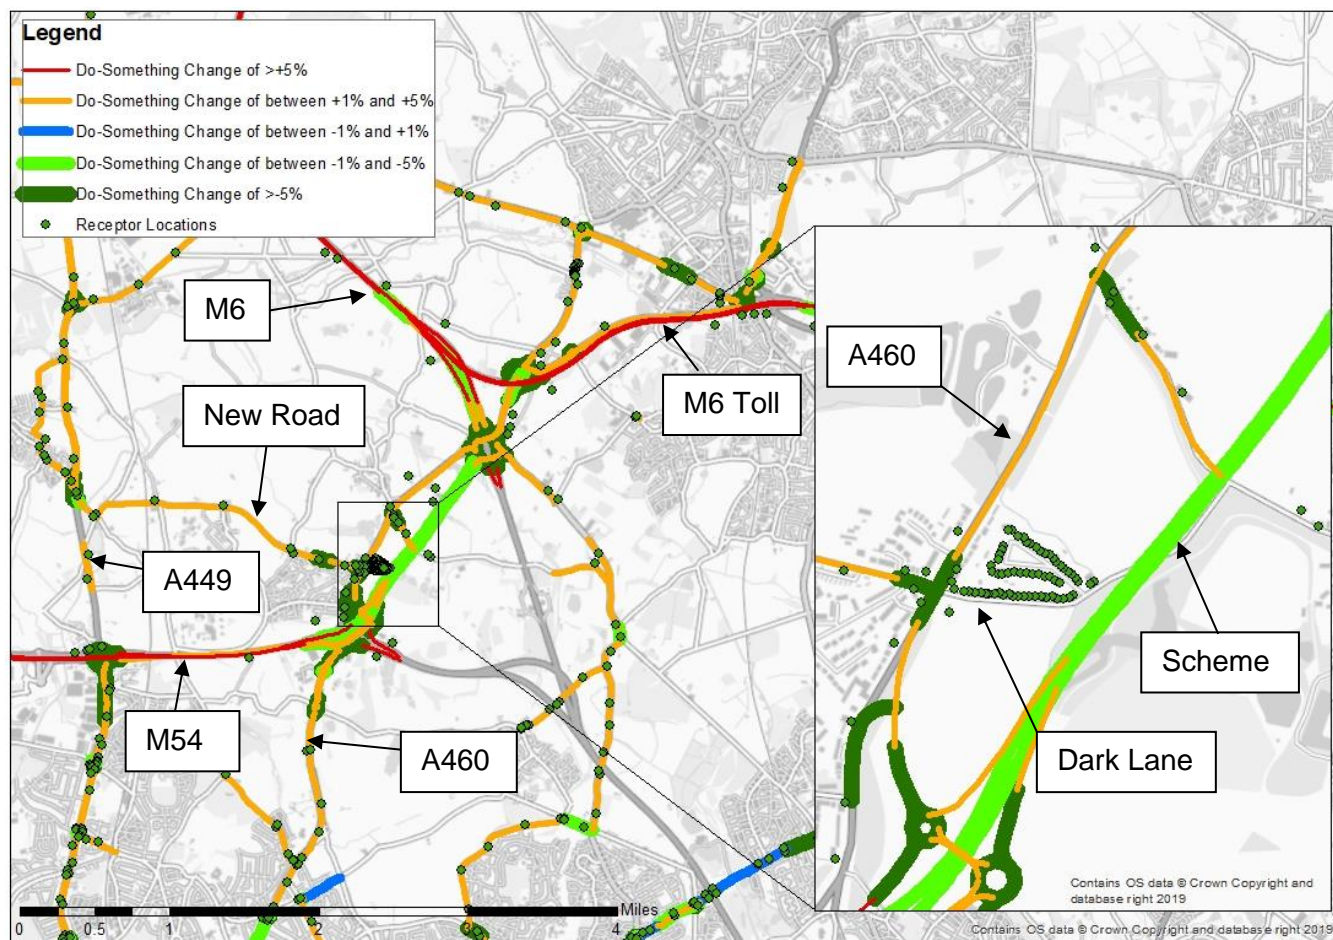 Legend
Do-Something Change of >+5%
Do-Something Change of between +1% and +5%
Do-Something Change of between -1% and +1%
Do-Something Change of between -1% and -5%
Do-Something Change of >-5%
Receptor Locations
M6
A460
M6 Toll
New Road
A449
Scheme
M54
A460
Dark Lane
Contains OS data © Crown Copyright and
database right 2019
Miles
0 0.5 1 2 3 4
Contains OS data © Crown Copyright and database right 2019